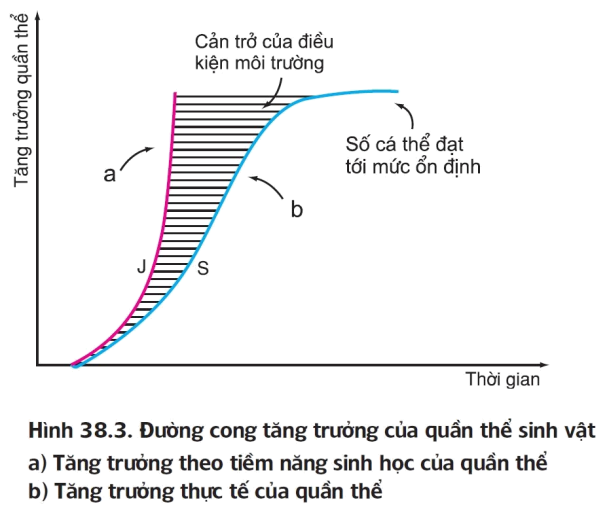 Tăng trưởng quần thể
Cản trở của điều
kiện môi trường
a
Số cá thể đạt
tới mức ổn định
b
J
S
Thời gian
Hình 38.3. Đường cong tăng trưởng của quần thể sinh vật
a) Tăng trưởng theo tiềm năng sinh học của quần thể
b) Tăng trưởng thực tế của quần thể